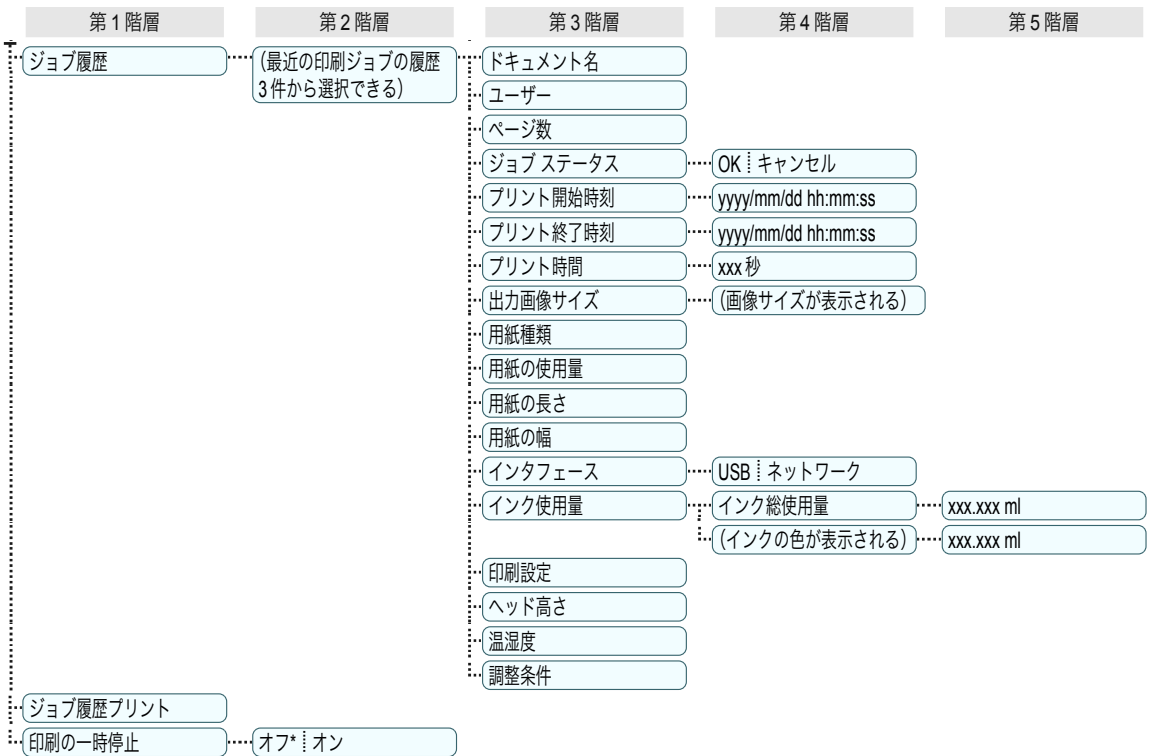 第1階層 第2階層 第3階層 第4階層 第5階層
ジョブ履歴 (最近の印刷ジョブの履歴 ドキュメント名
3件から選択できる)
ユーザー
ページ数
ジョブ ステータス OK キャンセル
プリント開始時刻 yyyy/mm/dd hh:mm:ss
プリント終了時刻 yyyy/mm/dd hh:mm:ss
プリント時間 xxx 秒
出力画像サイズ (画像サイズが表示される)
用紙種類
用紙の使用量
用紙の長さ
用紙の幅
インタフェース USB ネットワーク
インク使用量 インク総使用量 xxx.xxx ml
(インクの色が表示される) xxx.xxx ml
印刷設定
ヘッド高さ
温湿度
調整条件
ジョブ履歴プリント
印刷の一時停止 オフ* オン